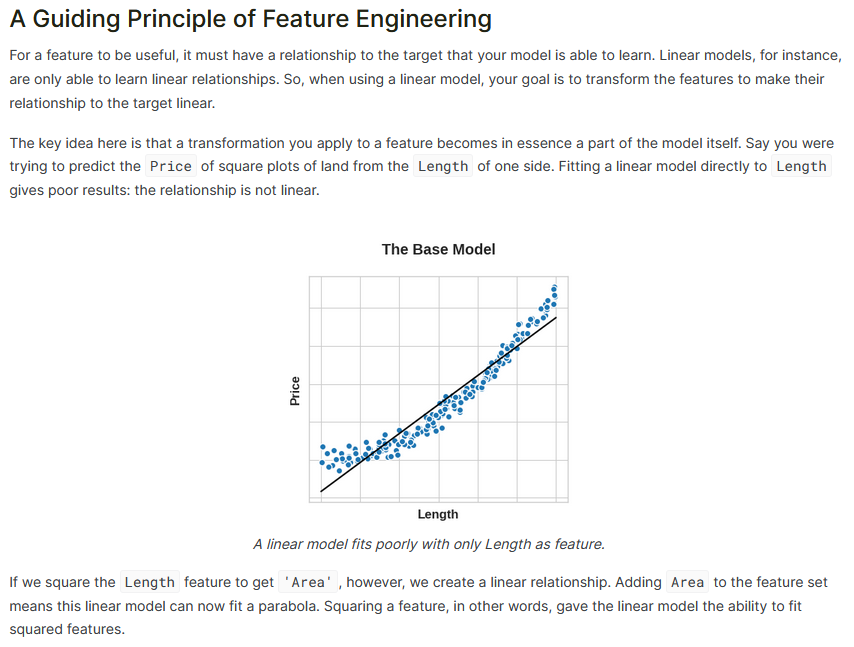 A Guiding Principle of Feature Engineering
For a feature to be useful, it must have a relationship to the target that your model is able to learn. Linear models, for instance,
are only able to learn linear relationships. So, when using a linear model, your goal is to transform the features to make their
relationship to the target linear.
The key idea here is that a transformation you apply to a feature becomes in essence a part of the model itself. Say you were
trying to predict the Price of square plots of land from the Length of one side. Fitting a linear model directly to Length
gives poor results: the relationship is not linear.
The Base Model
Price
Length
A linear model fits poorly with only Length as feature.
If we square the Length feature to get 'Area', however, we create a linear relationship. Adding Area to the feature set
means this linear model can now fit a parabola. Squaring a feature, in other words, gave the linear model the ability to fit
squared features.